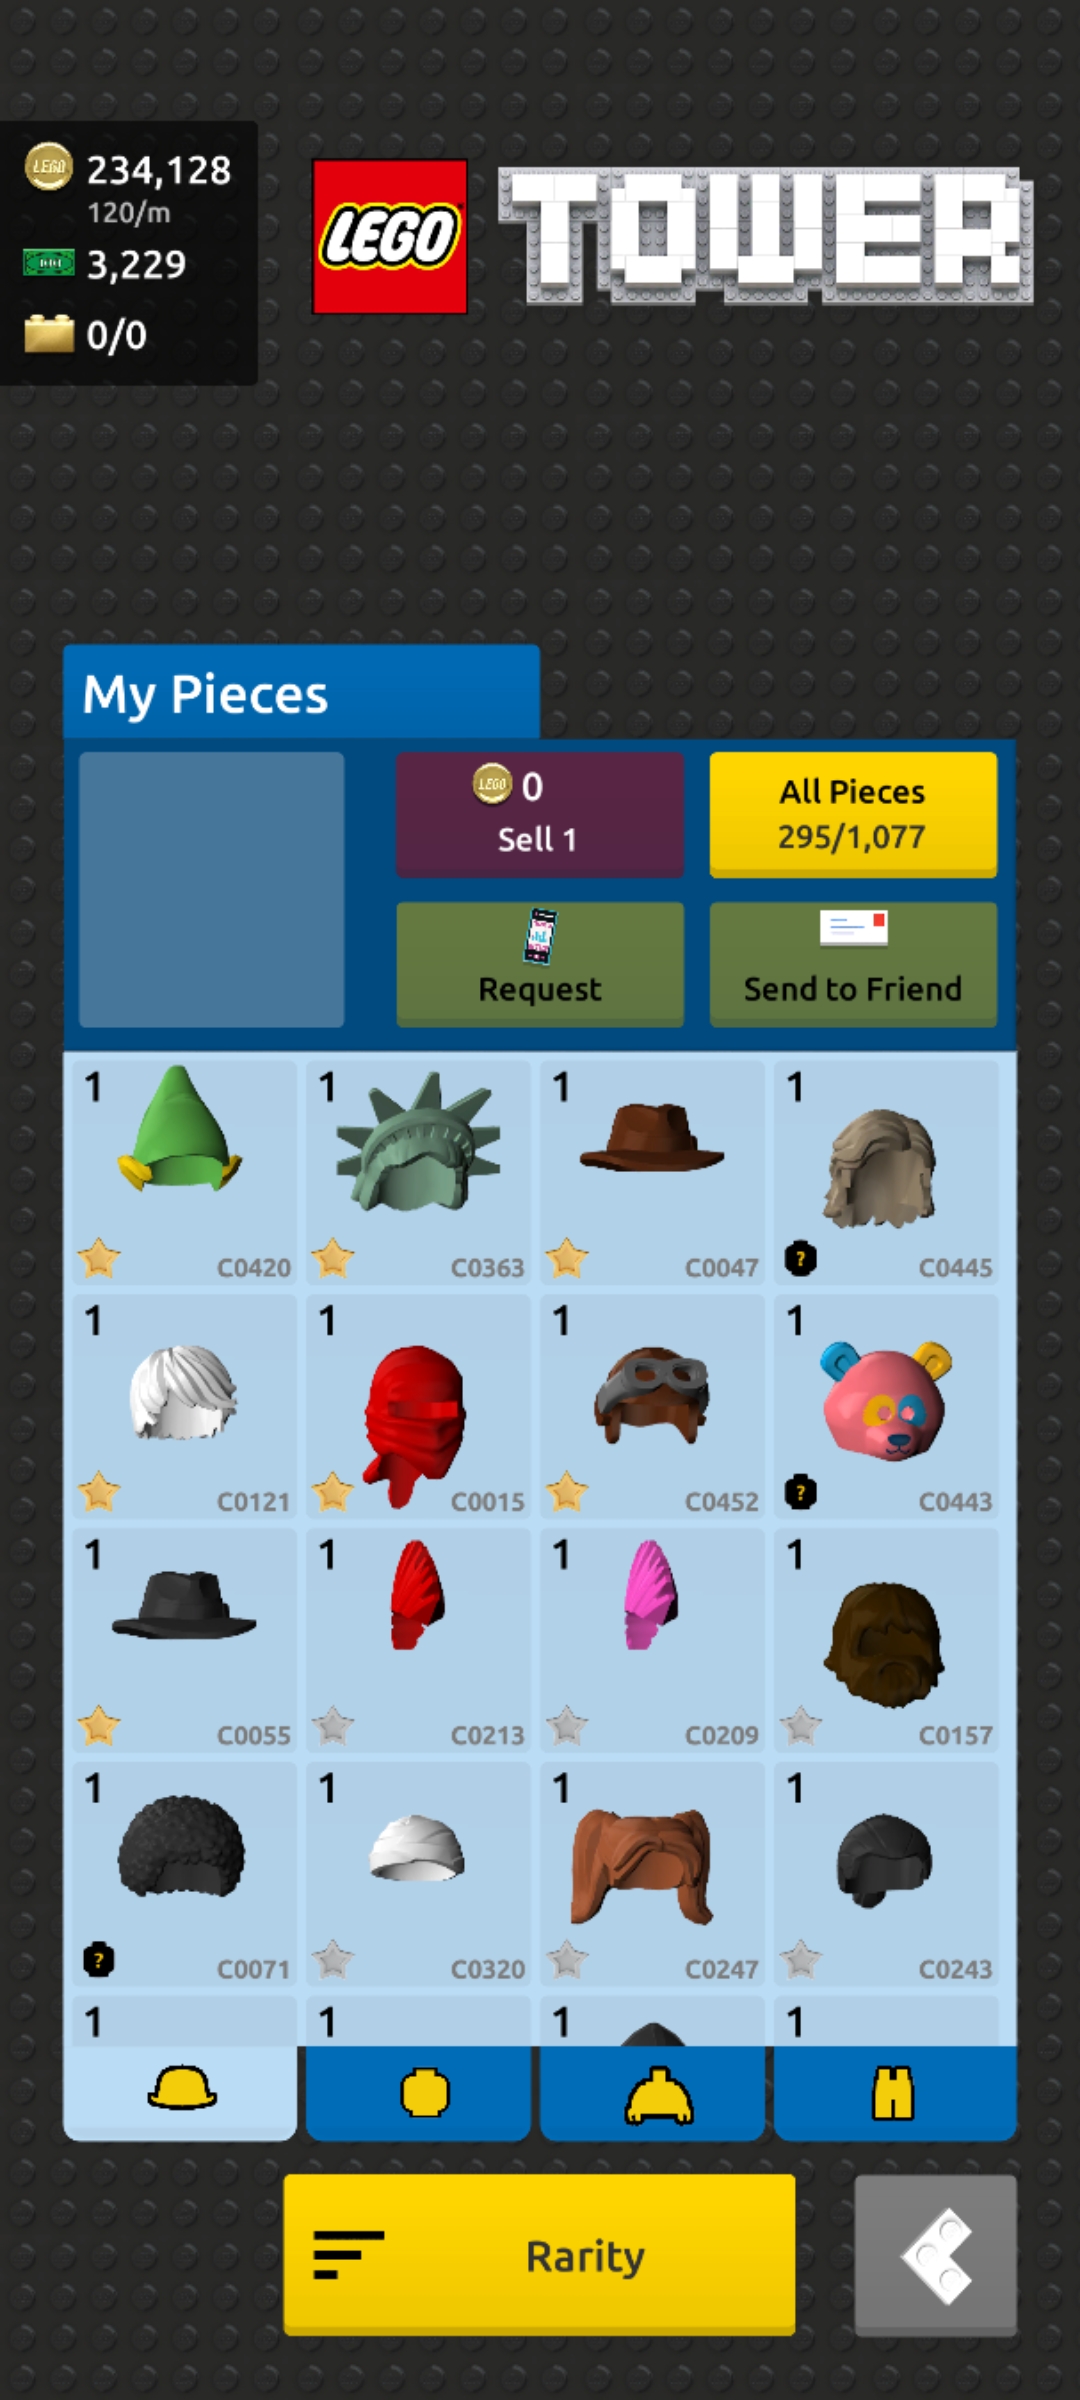 LEGO 234,128
120/m
3,229
0/0
LEGO TOWER
My Pieces
LEGO 0
Sell 1
All Pieces
295/1,077
Request
Send to Friend
1 1 1 1
C0420 C0363 C0047 ? C0445
1 1 1 1
C0121 C0015 C0452 ? C0443
1 1 1 1
C0055 C0213 C0209 C0157
1 1 1 1
? C0071 C0320 C0247 C0243
1 1 1 1
Rarity